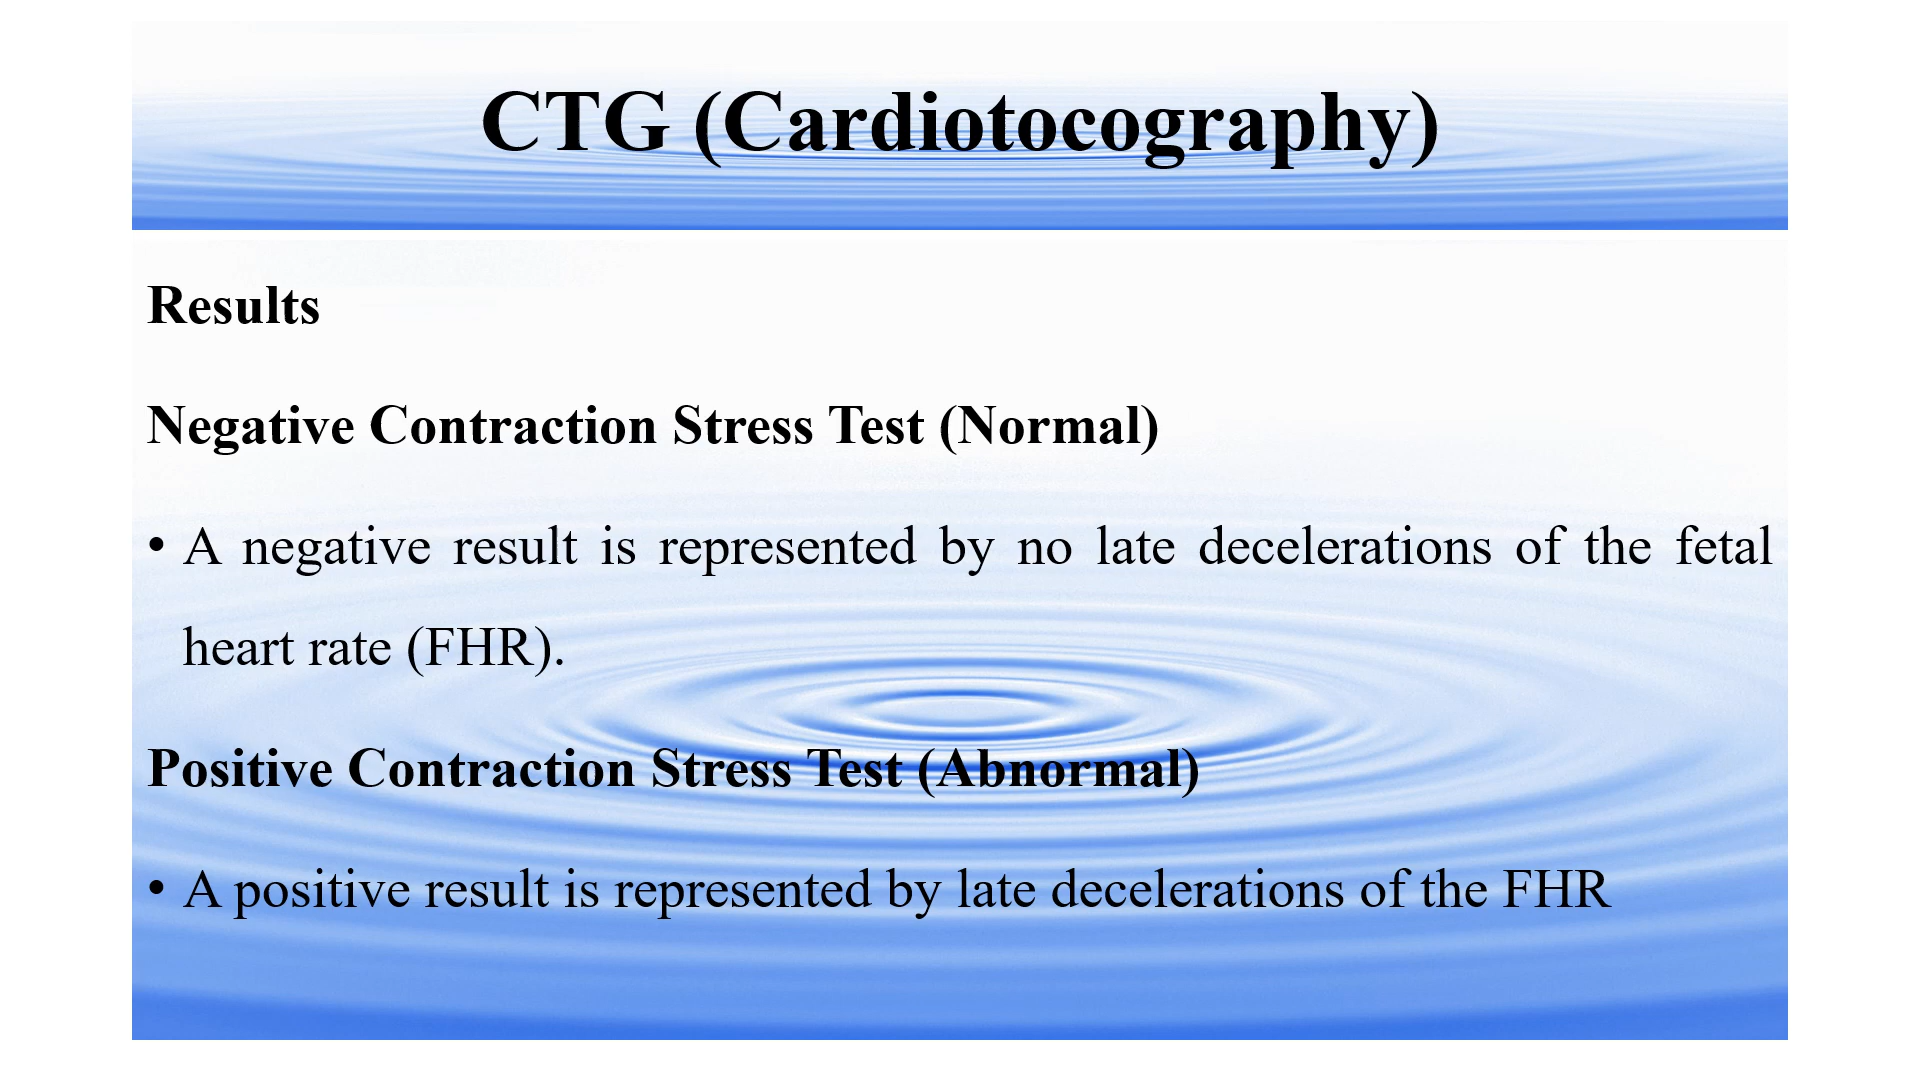 CTG (Cardiotocography)
Results
Negative Contraction Stress Test (Normal)
• A negative result is represented by no late decelerations of the fetal
heart rate (FHR).
Positive Contraction Stress Test (Abnormal)
• A positive result is represented by late decelerations of the FHR